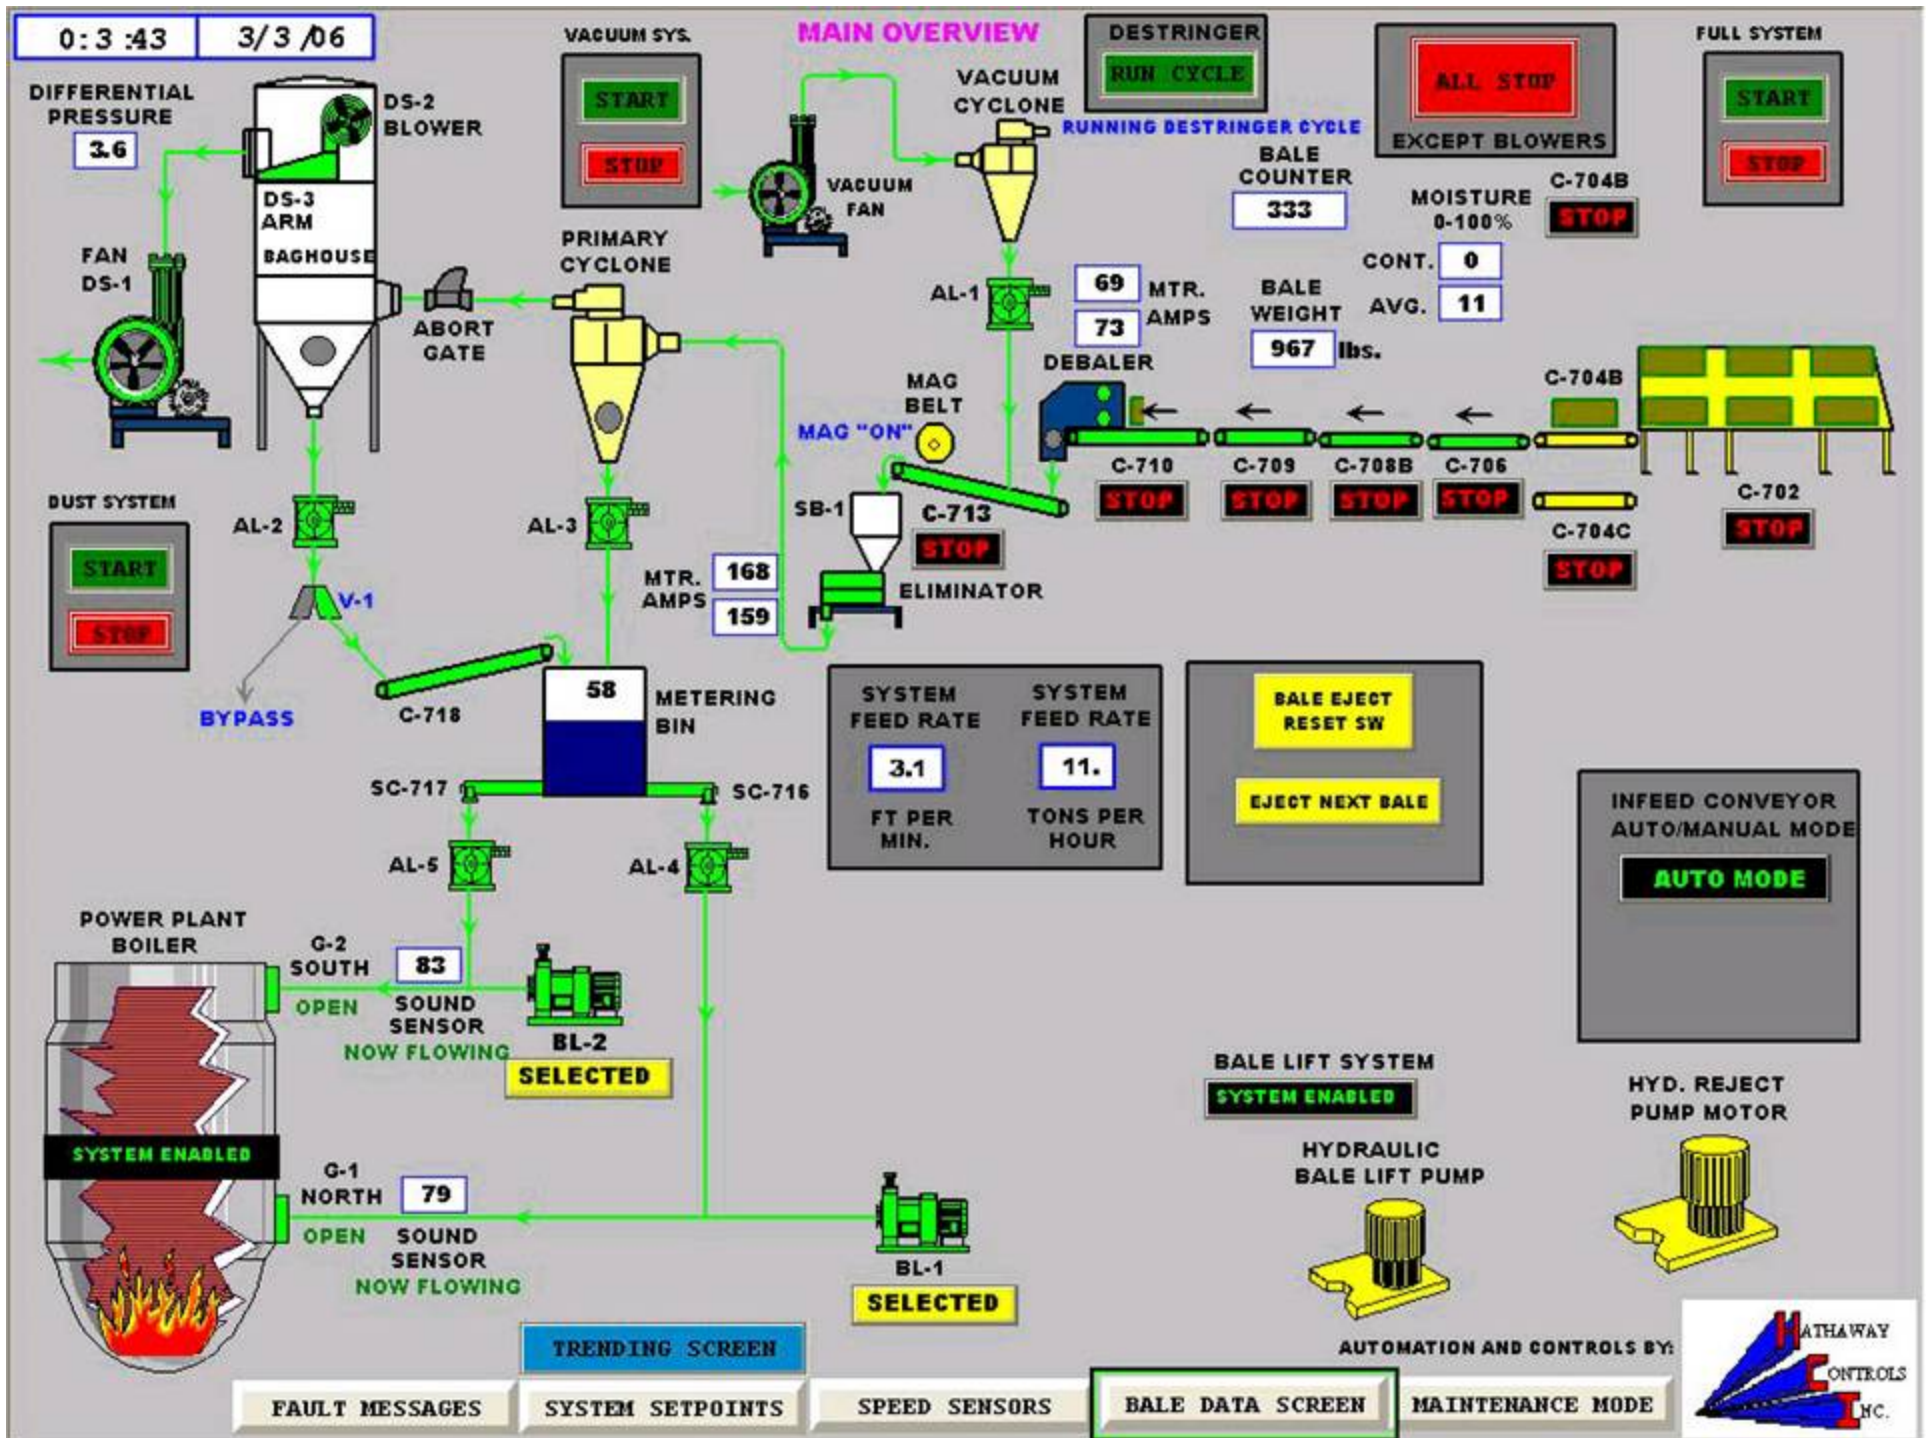 0:3:43
3/3/06
VACUUM SYS.
START
STOP
MAIN OVERVIEW
DESTRINGER
RUN CYCLE
RUNNING DESTRINGER CYCLE
ALL STOP
EXCEPT BLOWERS
FULL SYSTEM
START
STOP
DIFFERENTIAL
PRESSURE
3.6
DS-2
BLOWER
DS-3
ARM
BAGHOUSE
FAN
DS-1
VACUUM
FAN
VACUUM
CYCLONE
BALE
COUNTER
333
MOISTURE
0-100%
CONT.
0
AVG.
11
C-704B
STOP
PRIMARY
CYCLONE
ABORT
GATE
AL-1
69
73
MTR.
AMPS
DEBALER
BALE
WEIGHT
967
lbs.
MAG
BELT
MAG "ON"
C-704B
C-710
STOP
C-709
STOP
C-708B
STOP
C-706
STOP
C-704C
STOP
C-702
STOP
DUST SYSTEM
START
STOP
AL-2
AL-3
SB-1
C-713
STOP
ELIMINATOR
MTR.
AMPS
168
159
V-1
BYPASS
C-718
58
METERING
BIN
SC-717
SC-716
AL-5
AL-4
SYSTEM
FEED RATE
3.1
FT PER
MIN.
SYSTEM
FEED RATE
11.
TONS PER
HOUR
BALE EJECT
RESET SW
EJECT NEXT BALE
INFEED CONVEYOR
AUTO/MANUAL MODE
AUTO MODE
POWER PLANT
BOILER
G-2
SOUTH
OPEN
83
SOUND
SENSOR
NOW FLOWING
BL-2
SELECTED
SYSTEM ENABLED
G-1
NORTH
OPEN
79
SOUND
SENSOR
NOW FLOWING
BL-1
SELECTED
BALE LIFT SYSTEM
SYSTEM ENABLED
HYDRAULIC
BALE LIFT PUMP
HYD. REJECT
PUMP MOTOR
TRENDING SCREEN
AUTOMATION AND CONTROLS BY:
HATHAWAY
CONTROLS
INC.
FAULT MESSAGES
SYSTEM SETPOINTS
SPEED SENSORS
BALE DATA SCREEN
MAINTENANCE MODE